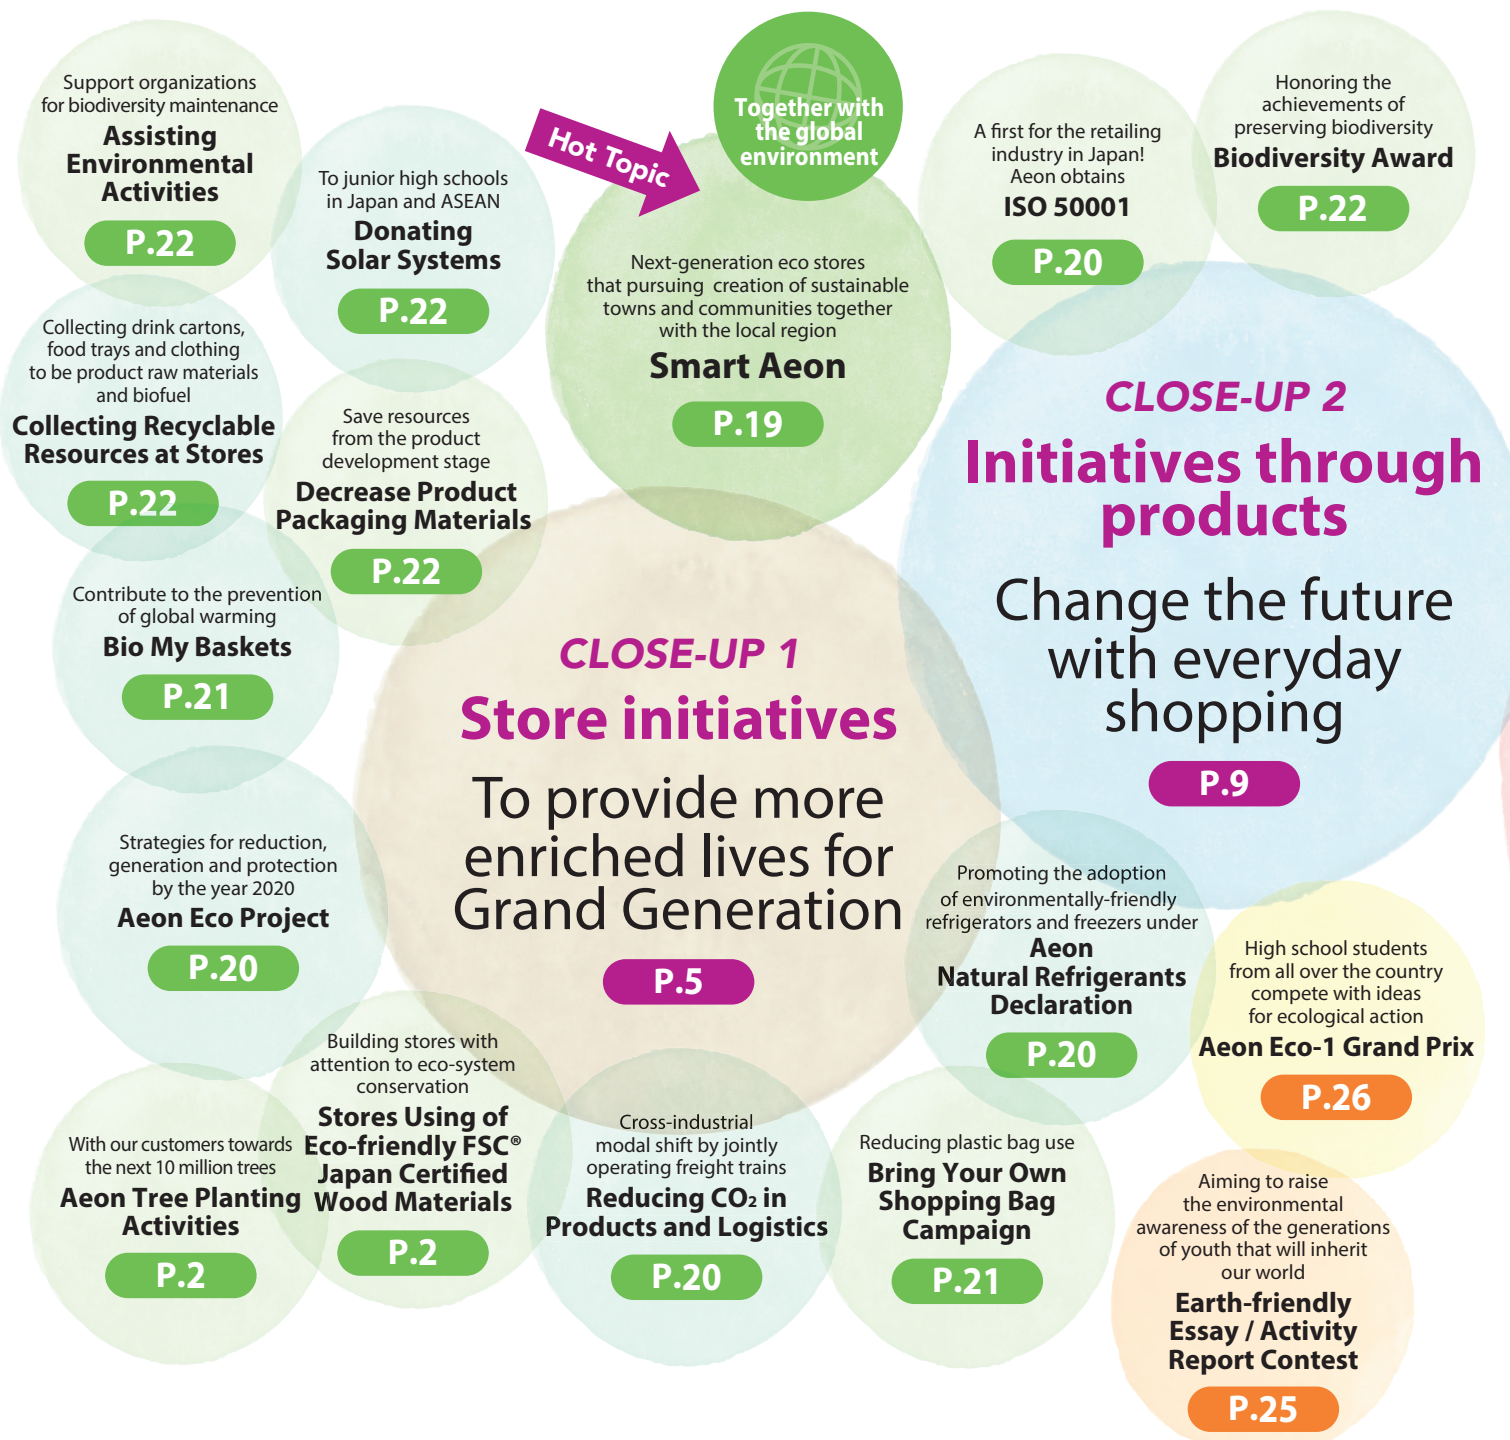 Support organizations
for biodiversity maintenance
Assisting
Environmental
Activities
P.22
To junior high schools
in Japan and ASEAN
Donating
Solar Systems
P.22
Hot Topic
Together with
the global
environment
Next-generation eco stores
that pursuing creation of sustainable
towns and communities together
with the local region
Smart Aeon
P.19
A first for the retailing
industry in Japan!
Aeon obtains
ISO 50001
P.20
Honoring the
achievements of
preserving biodiversity
Biodiversity Award
P.22
Collecting drink cartons,
food trays and clothing
to be product raw materials
and biofuel
Collecting Recyclable
Resources at Stores
P.22
Save resources
from the product
development stage
Decrease Product
Packaging Materials
P.22
CLOSE-UP 2
Initiatives through
products
Change the future
with everyday
shopping
P.9
Contribute to the prevention
of global warming
Bio My Baskets
P.21
CLOSE-UP 1
Store initiatives
To provide more
enriched lives for
Grand Generation
P.5
Strategies for reduction,
generation and protection
by the year 2020
Aeon Eco Project
P.20
Promoting the adoption
of environmentally-friendly
refrigerators and freezers under
Aeon
Natural Refrigerants
Declaration
P.20
High school students
from all over the country
compete with ideas
for ecological action
Aeon Eco-1 Grand Prix
P.26
With our customers towards
the next 10 million trees
Aeon Tree Planting
Activities
P.2
Building stores with
attention to eco-system
conservation
Stores Using of
Eco-friendly FSC®
Japan Certified
Wood Materials
P.2
Cross-industrial
modal shift by jointly
operating freight trains
Reducing CO₂ in
Products and Logistics
P.20
Reducing plastic bag use
Bring Your Own
Shopping Bag
Campaign
P.21
Aiming to raise
the environmental
awareness of the generations
of youth that will inherit
our world
Earth-friendly
Essay / Activity
Report Contest
P.25